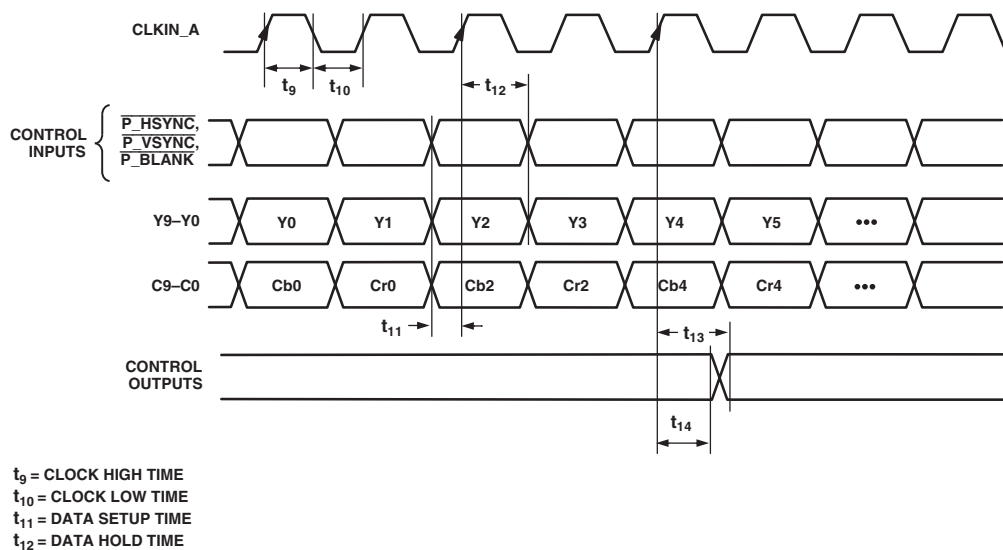 CLKIN_A
t9 t10 t12
CONTROL INPUTS
P_HSYNC,
P_VSYNC,
P_BLANK
Y9–Y0 Y0 Y1 Y2 Y3 Y4 Y5 •••
C9–C0 Cb0 Cr0 Cb2 Cr2 Cb4 Cr4 •••
t11 t13
CONTROL OUTPUTS
t14
t9 = CLOCK HIGH TIME
t10 = CLOCK LOW TIME
t11 = DATA SETUP TIME
t12 = DATA HOLD TIME